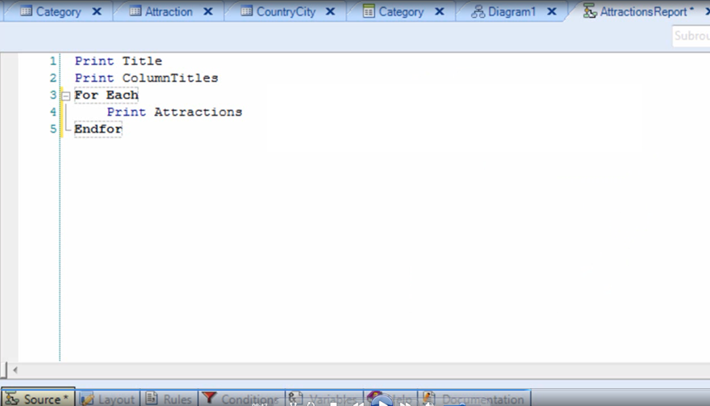 Category Attraction CountryCity Category Diagram1 AttractionsReport *
Subrou
1 Print Title
2 Print ColumnTitles
3 For Each
4 Print Attractions
5 Endfor
Source * Layout Rules Conditions Variables Help Documentation